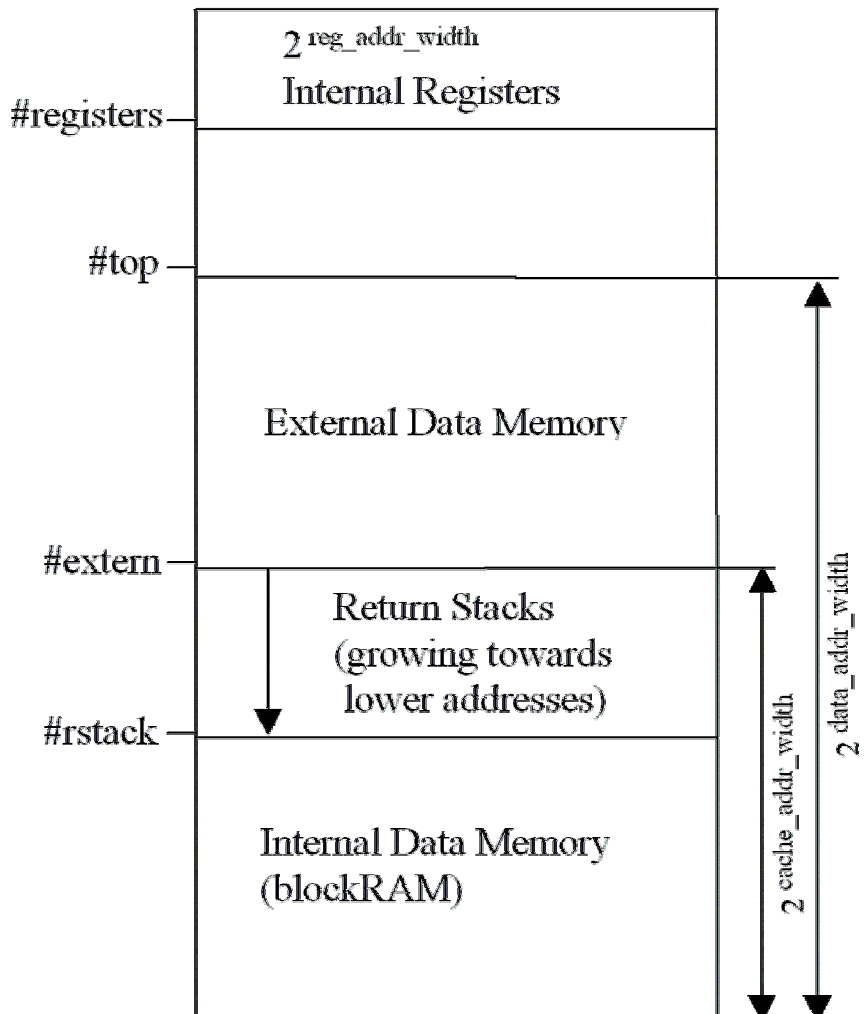 2 reg_addr_width
Internal Registers
#registers
#top
External Data Memory
#extern
Return Stacks
(growing towards
lower addresses)
#rstack
Internal Data Memory
(blockRAM)
2 cache_addr_width
2 data_addr_width